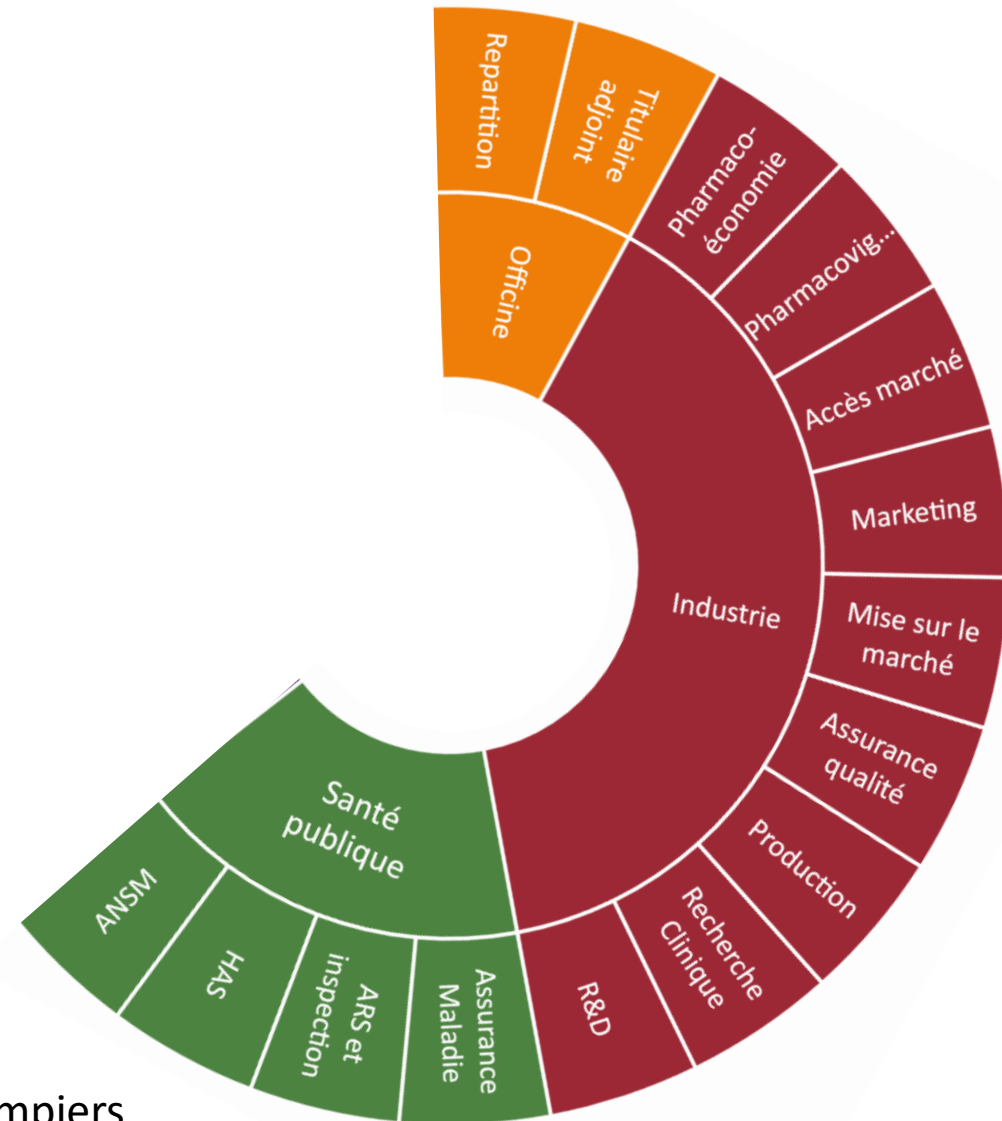 Repartition
Titulaire
adjoint
Officine
Pharmaco-
économie
Pharmacovig...
Accès marché
Marketing
Industrie
Mise sur le
marché
Assurance
qualité
Production
Recherche
Clinique
R&D
Santé
publique
Assurance
Maladie
ARS et
inspection
HAS
ANSM
mpiers